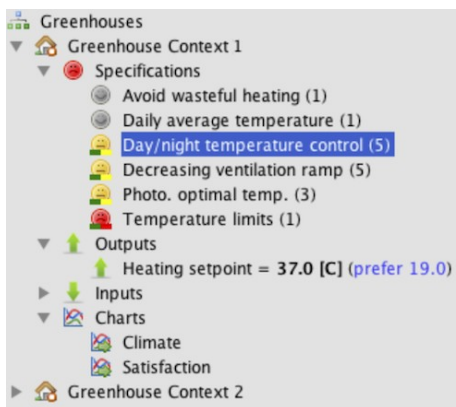 Greenhouses
Greenhouse Context 1
Specifications
Avoid wasteful heating (1)
Daily average temperature (1)
Day/night temperature control (5)
Decreasing ventilation ramp (5)
Photo. optimal temp. (3)
Temperature limits (1)
Outputs
Heating setpoint = 37.0 [C] (prefer 19.0)
Inputs
Charts
Climate
Satisfaction
Greenhouse Context 2